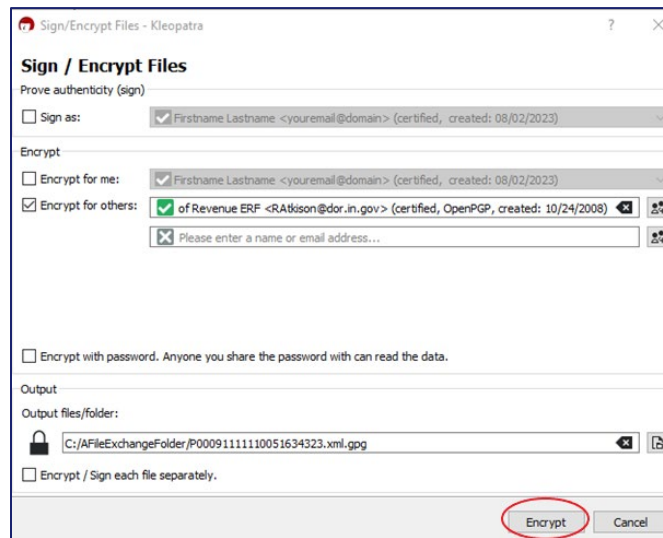 Sign/Encrypt Files - Kleopatra
Sign / Encrypt Files
Prove authenticity (sign)
Sign as: Firstname Lastname <youremail@domain> (certified, created: 08/02/2023)
Encrypt
Encrypt for me: Firstname Lastname <youremail@domain> (certified, created: 08/02/2023)
Encrypt for others: of Revenue ERF <RAtkison@dor.in.gov> (certified, OpenPGP, created: 10/24/2008)
Please enter a name or email address...
Encrypt with password. Anyone you share the password with can read the data.
Output
Output files/folder:
C:/AFileExchangeFolder/P00091111110051634323.xml.gpg
Encrypt / Sign each file separately.
Encrypt Cancel